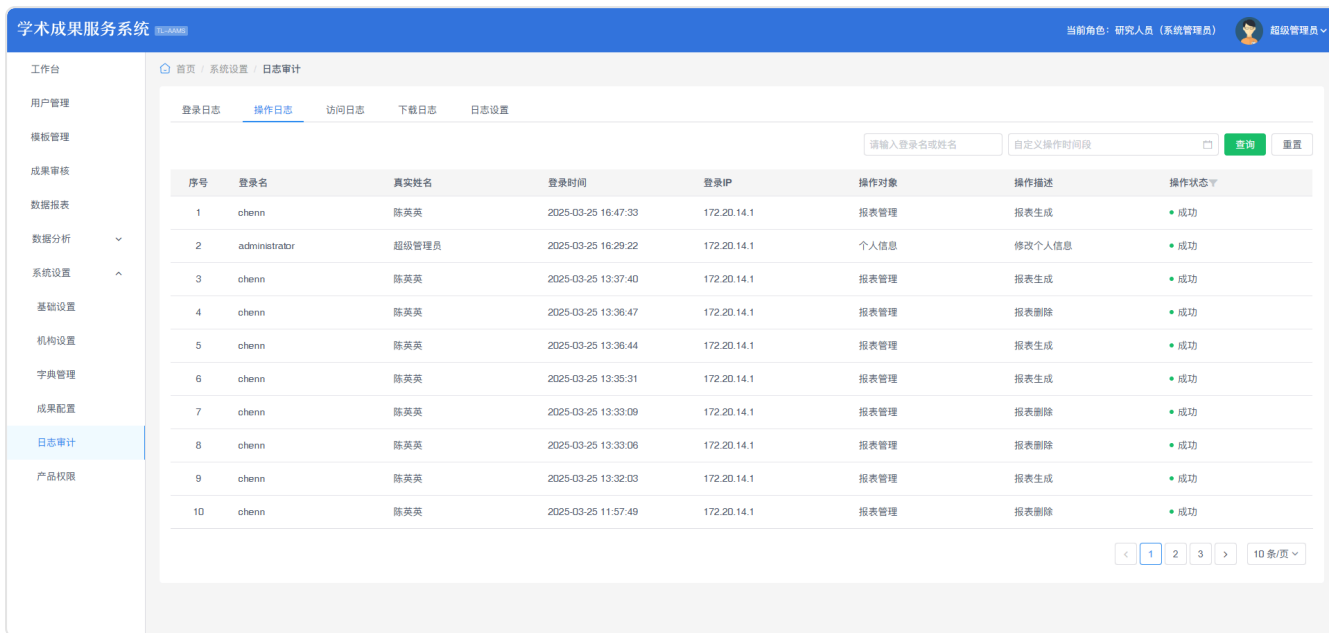 学术成果服务系统 TL-AAMS 当前角色：研究人员（系统管理员） 超级管理员
工作台
用户管理
模板管理
成果审核
数据报表
数据分析
系统设置
基础设置
机构设置
字典管理
成果配置
日志审计
产品权限
首页 / 系统设置 / 日志审计
登录日志 操作日志 访问日志 下载日志 日志设置
请输入登录名或姓名 自定义操作时间段 查询 重置
序号 登录名 真实姓名 登录时间 登录IP 操作对象 操作描述 操作状态
1 chenn 陈英英 2025-03-25 16:47:33 172.20.14.1 报表管理 报表生成 成功
2 administrator 超级管理员 2025-03-25 16:29:22 172.20.14.1 个人信息 修改个人信息 成功
3 chenn 陈英英 2025-03-25 13:37:40 172.20.14.1 报表管理 报表生成 成功
4 chenn 陈英英 2025-03-25 13:36:47 172.20.14.1 报表管理 报表删除 成功
5 chenn 陈英英 2025-03-25 13:36:44 172.20.14.1 报表管理 报表生成 成功
6 chenn 陈英英 2025-03-25 13:35:31 172.20.14.1 报表管理 报表生成 成功
7 chenn 陈英英 2025-03-25 13:33:09 172.20.14.1 报表管理 报表删除 成功
8 chenn 陈英英 2025-03-25 13:33:06 172.20.14.1 报表管理 报表删除 成功
9 chenn 陈英英 2025-03-25 13:32:03 172.20.14.1 报表管理 报表生成 成功
10 chenn 陈英英 2025-03-25 11:57:49 172.20.14.1 报表管理 报表删除 成功
< 1 2 3 > 10 条/页